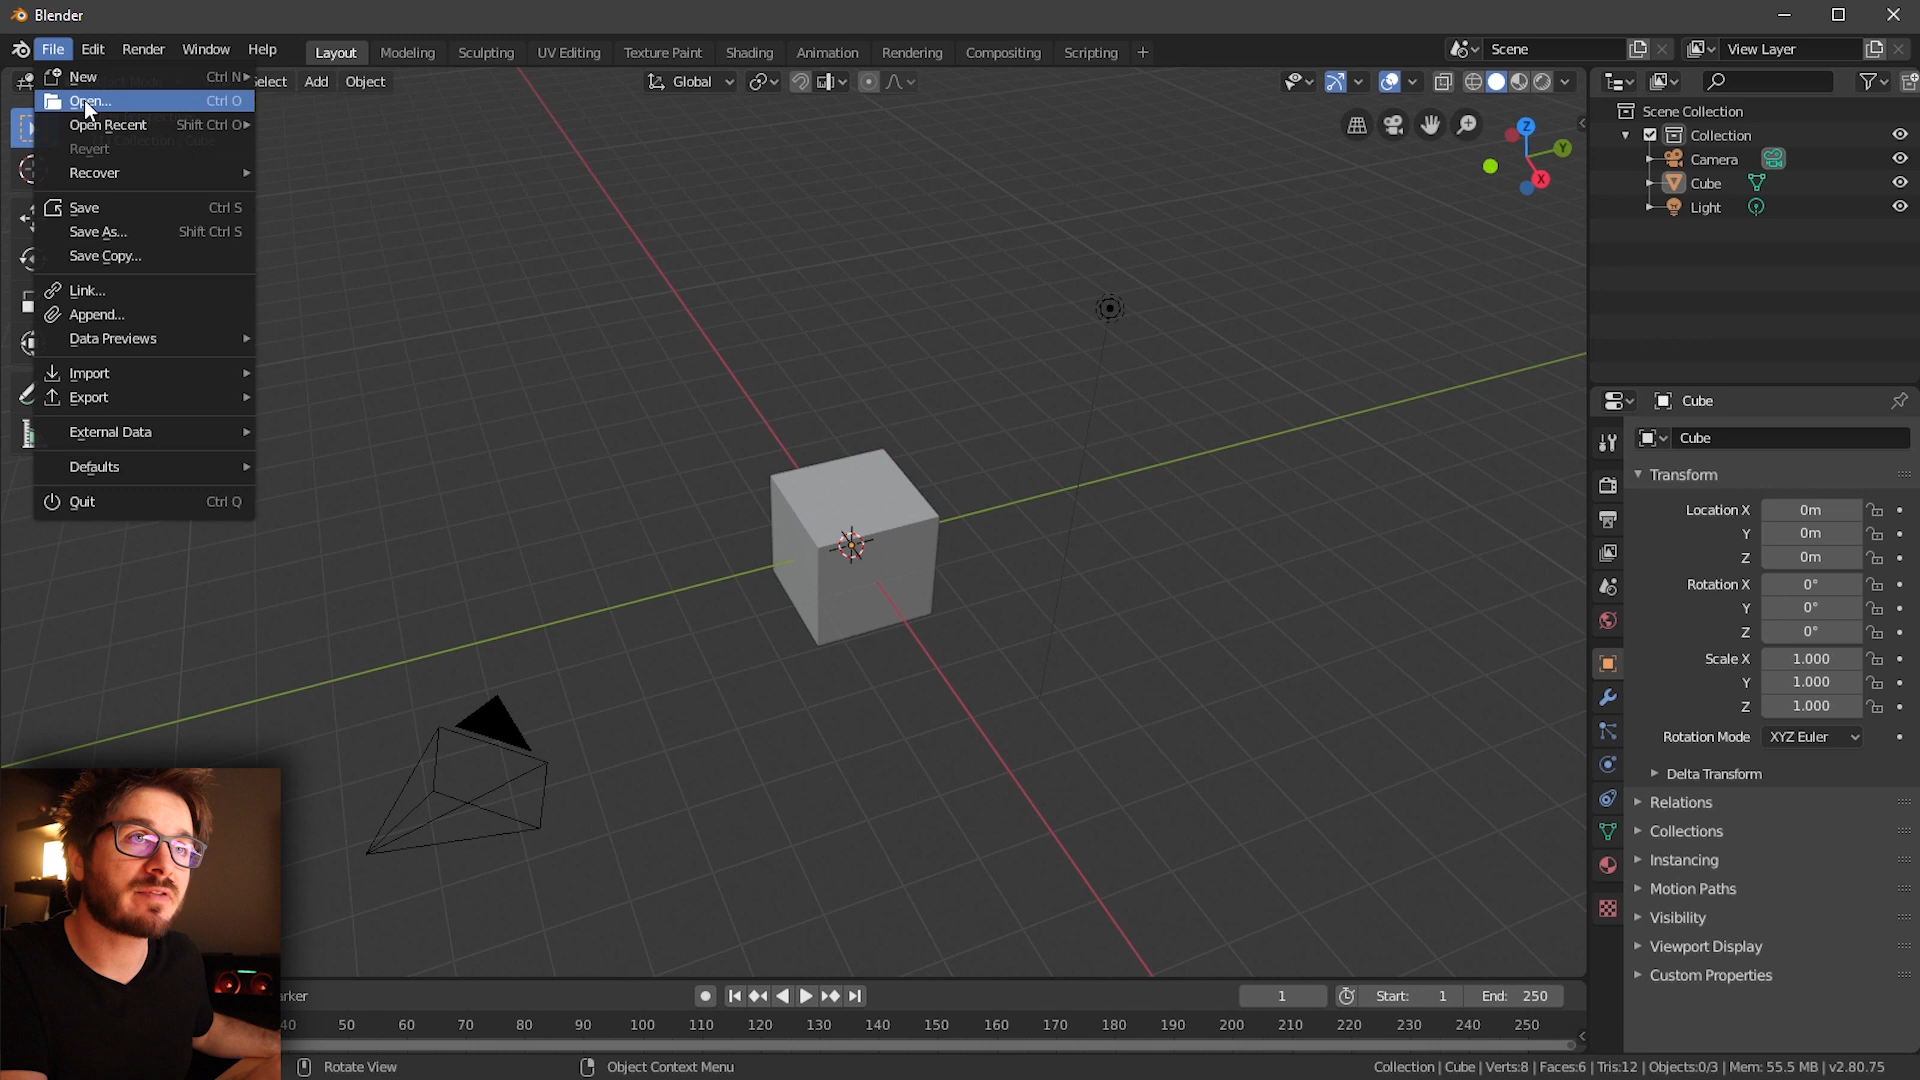 Blender
File Edit Render Window Help
Layout Modeling Sculpting UV Editing Texture Paint Shading Animation Rendering Compositing Scripting +
Scene
View Layer
Select Add Object
Global
New Ctrl N
Open... Ctrl O
Open Recent Shift Ctrl O
Revert
Recover
Save Ctrl S
Save As... Shift Ctrl S
Save Copy...
Link...
Append...
Data Previews
Import
Export
External Data
Defaults
Quit Ctrl Q
Z
Y
X
Scene Collection
Collection
Camera
Cube
Light
Cube
Cube
Transform
Location X 0m
Y 0m
Z 0m
Rotation X 0°
Y 0°
Z 0°
Scale X 1.000
Y 1.000
Z 1.000
Rotation Mode XYZ Euler
Delta Transform
Relations
Collections
Instancing
Motion Paths
Visibility
Viewport Display
Custom Properties
arker
1
Start: 1 End: 250
40 50 60 70 80 90 100 110 120 130 140 150 160 170 180 190 200 210 220 230 240 250
Rotate View
Object Context Menu
Collection | Cube | Verts:8 | Faces:6 | Tris:12 | Objects:0/3 | Mem: 55.5 MB | v2.80.75